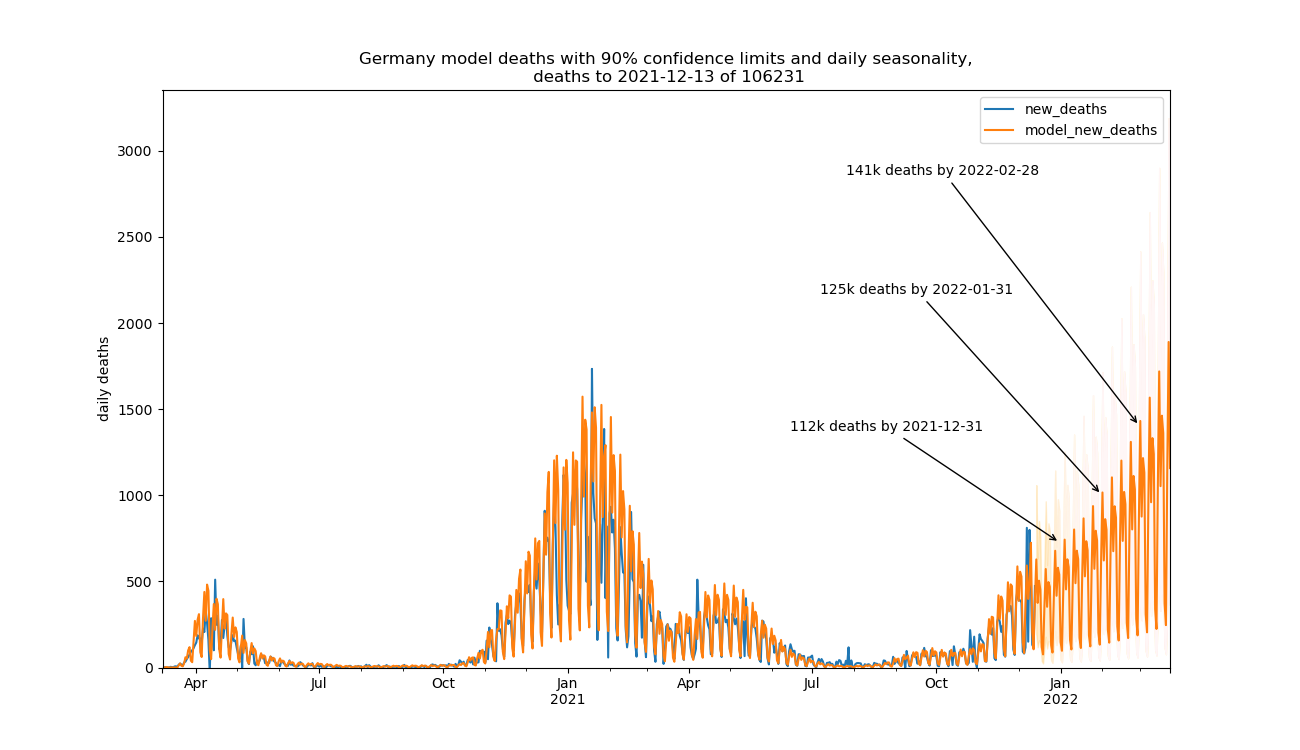 Germany model deaths with 90% confidence limits and daily seasonality,
deaths to 2021-12-13 of 106231
new_deaths
model_new_deaths
3000
141k deaths by 2022-02-28
2500
125k deaths by 2022-01-31
2000
daily deaths
1500
112k deaths by 2021-12-31
1000
500
0
Apr Jul Oct Jan Apr Jul Oct Jan
2021 2022